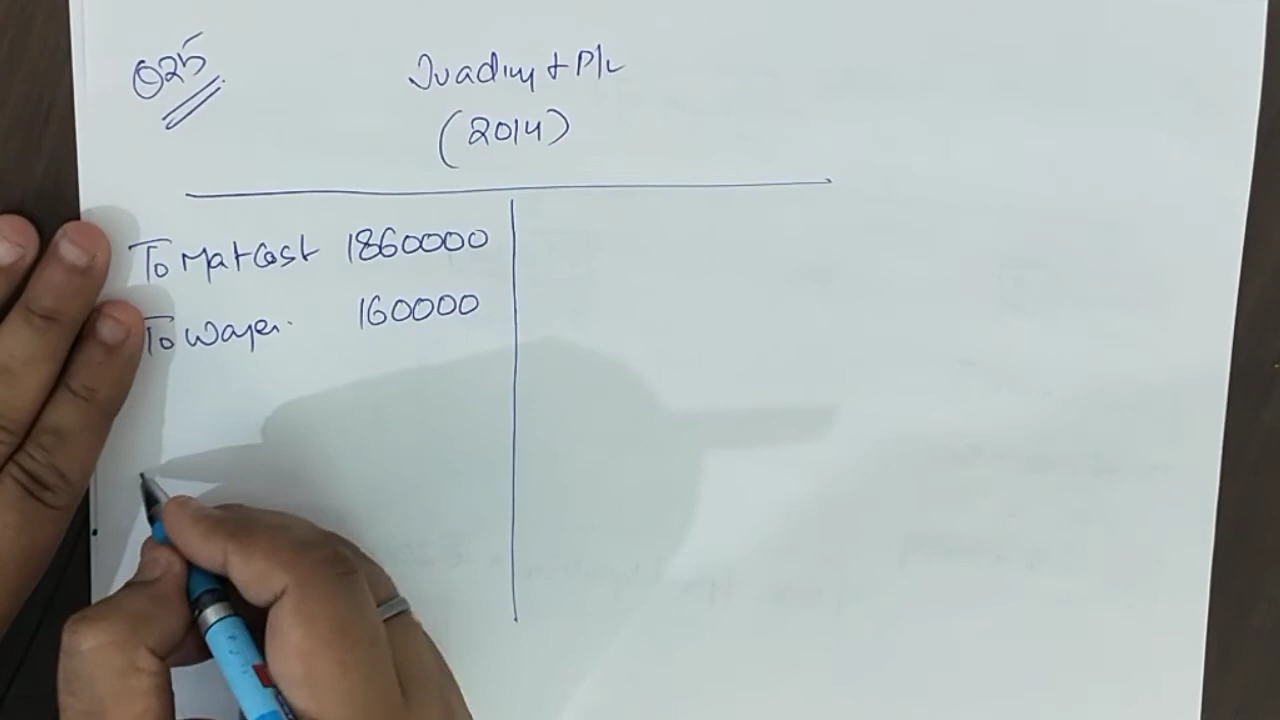 Q25
Trading + P/L
(2014)
To Mat Cost 1860000
To Wages. 160000